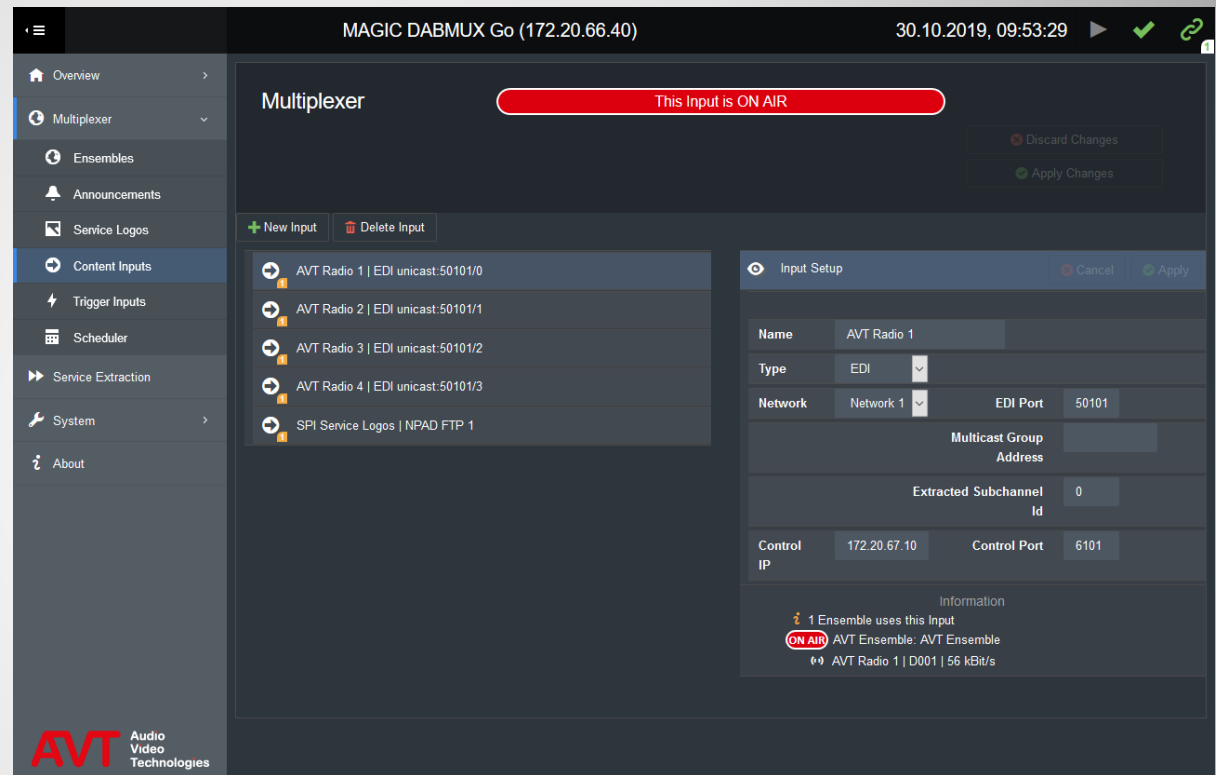 MAGIC DABMUX Go (172.20.66.40)
30.10.2019, 09:53:29
1
Overview
Multiplexer
Ensembles
Announcements
Service Logos
Content Inputs
Trigger Inputs
Scheduler
Service Extraction
System
About
AVT Audio
Video
Technologies
Multiplexer
This Input is ON AIR
Discard Changes
Apply Changes
New Input
Delete Input
AVT Radio 1 | EDI unicast:50101/0
1
AVT Radio 2 | EDI unicast:50101/1
1
AVT Radio 3 | EDI unicast:50101/2
1
AVT Radio 4 | EDI unicast:50101/3
1
SPI Service Logos | NPAD FTP 1
1
Input Setup
Cancel
Apply
Name AVT Radio 1
Type EDI
Network Network 1 EDI Port 50101
Multicast Group
Address
Extracted Subchannel 0
Id
Control 172.20.67.10 Control Port 6101
IP
Information
1 Ensemble uses this Input
ON AIR AVT Ensemble: AVT Ensemble
AVT Radio 1 | D001 | 56 kBit/s